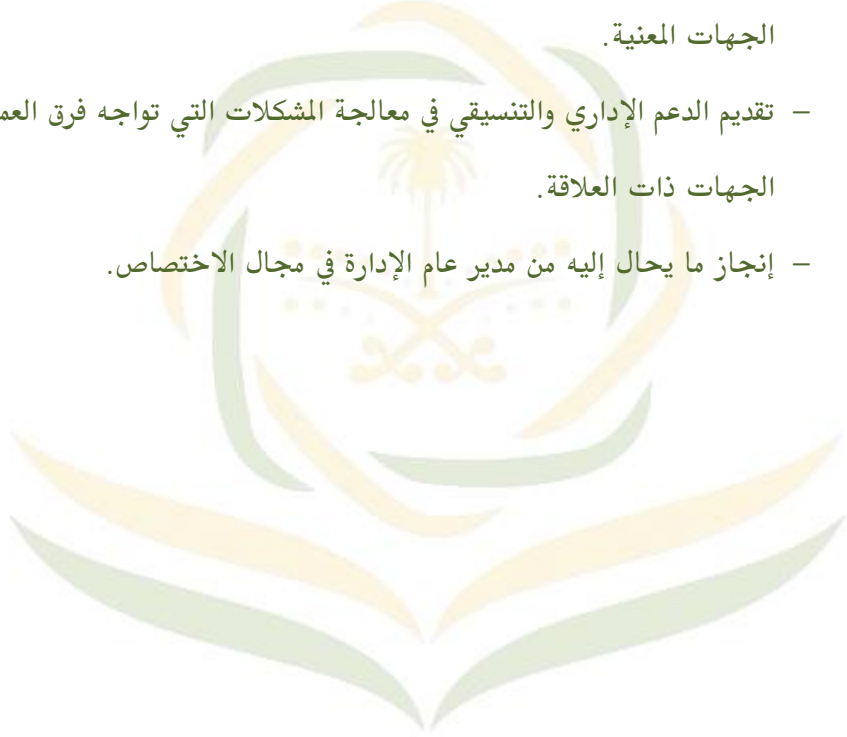 الجهات المعنية.
– تقديم الدعم الإداري والتنسيقي في معالجة المشكلات التي تواجه فرق
الجهات ذات العلاقة.
– إنجاز ما يحال إليه من مدير عام الإدارة في مجال الاختصاص.